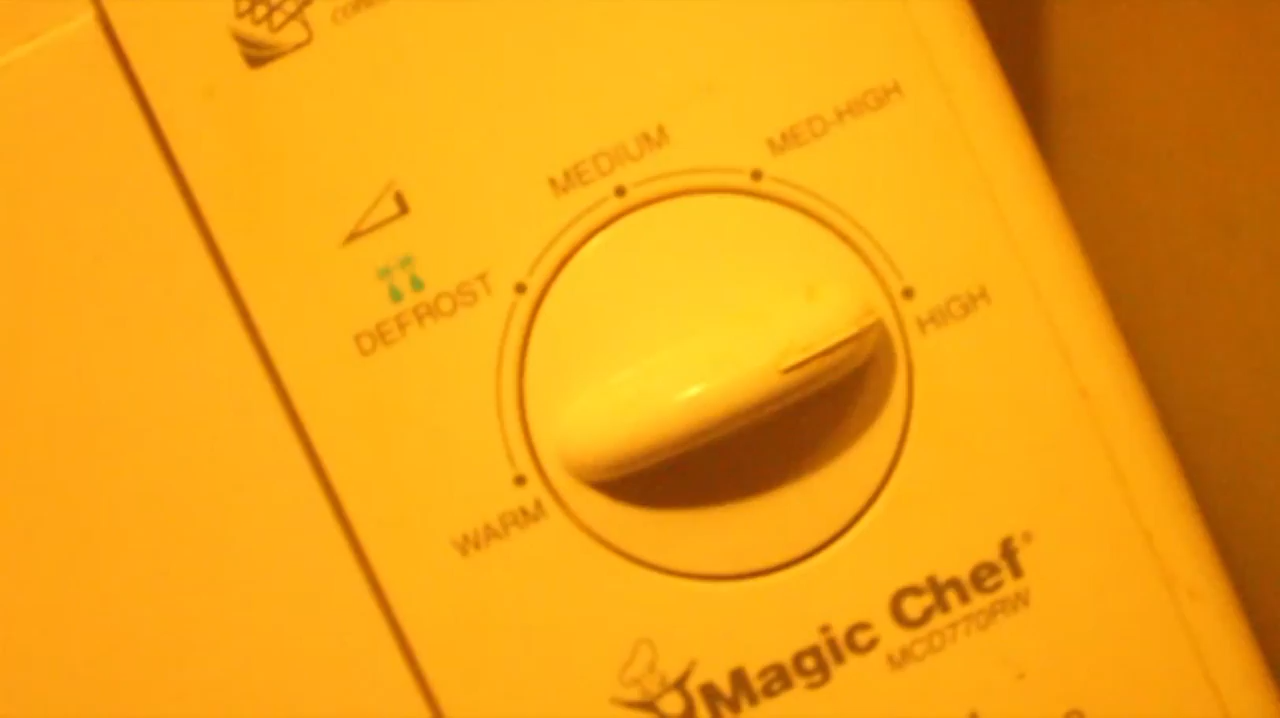 MEDIUM
MED-HIGH
DEFROST
HIGH
WARM
Magic Chef®
MCD770RW